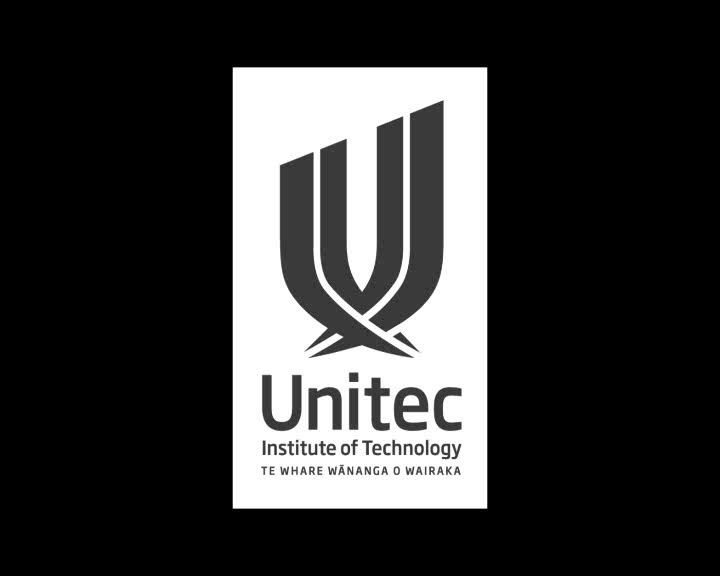 Unitec
Institute of Technology
TE WHARE WĀNANGA O WAIRAKA